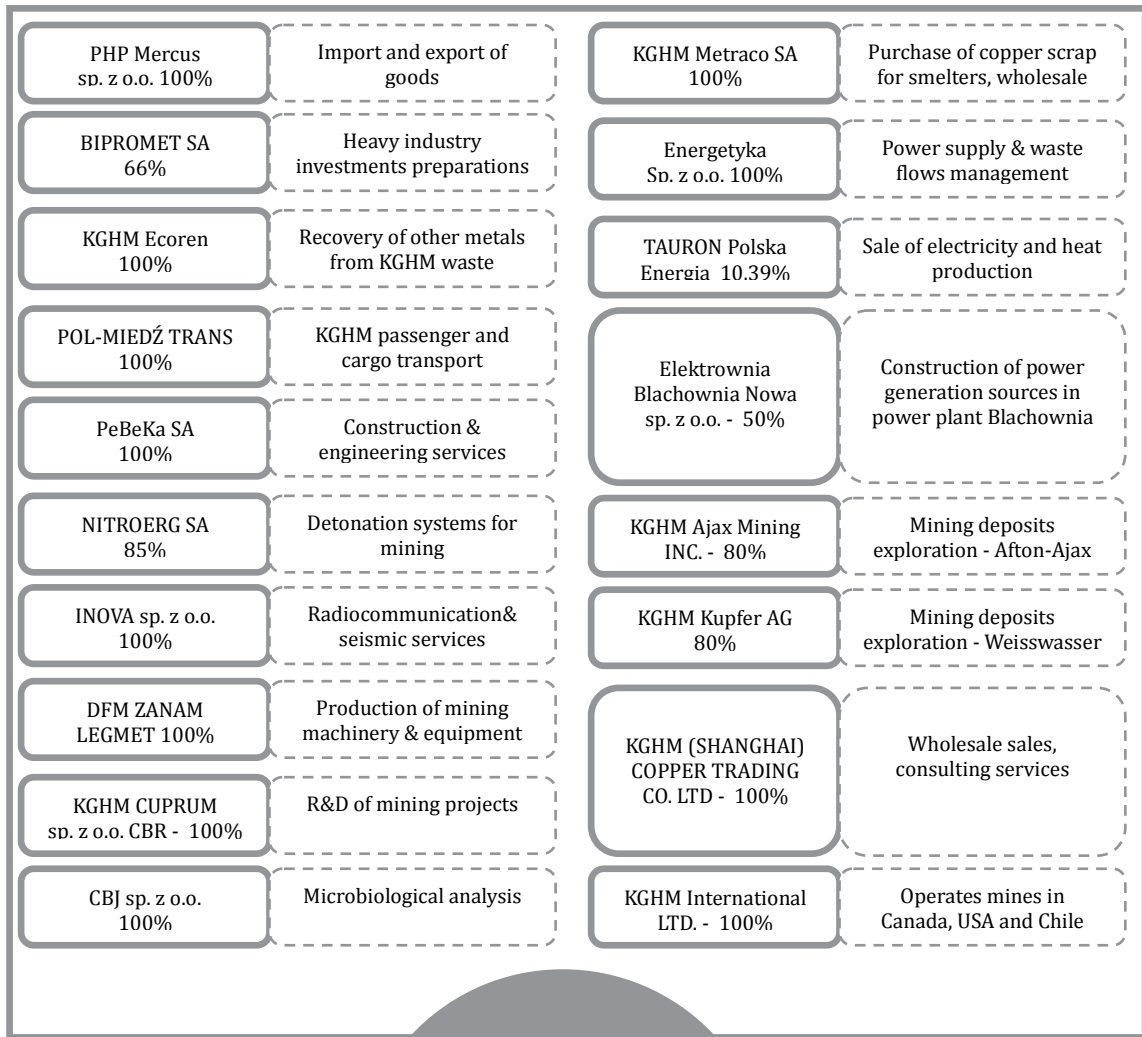 PHP Mercus
sp. z o.o. 100%
Import and export of
goods
BIPROMET SA
66%
Heavy industry
investments preparations
KGHM Ecoren
100%
Recovery of other metals
from KGHM waste
POL-MIEDŹ TRANS
100%
KGHM passenger and
cargo transport
PeBeKa SA
100%
Construction &
engineering services
NITROERG SA
85%
Detonation systems for
mining
INOVA sp. z o.o.
100%
Radiocommunication&
seismic services
DFM ZANAM
LEGMET 100%
Production of mining
machinery & equipment
KGHM CUPRUM
sp. z o.o. CBR - 100%
R&D of mining projects
CBJ sp. z o.o.
100%
Microbiological analysis
KGHM Metraco SA
100%
Purchase of copper scrap
for smelters, wholesale
Energetyka
Sp. z o.o. 100%
Power supply & waste
flows management
TAURON Polska
Energia 10.39%
Sale of electricity and heat
production
Elektrownia
Blachownia Nowa
sp. z o.o. - 50%
Construction of power
generation sources in
power plant Blachownia
KGHM Ajax Mining
INC. - 80%
Mining deposits
exploration - Afton-Ajax
KGHM Kupfer AG
80%
Mining deposits
exploration - Weisswasser
KGHM (SHANGHAI)
COPPER TRADING
CO. LTD - 100%
Wholesale sales,
consulting services
KGHM International
LTD. - 100%
Operates mines in
Canada, USA and Chile